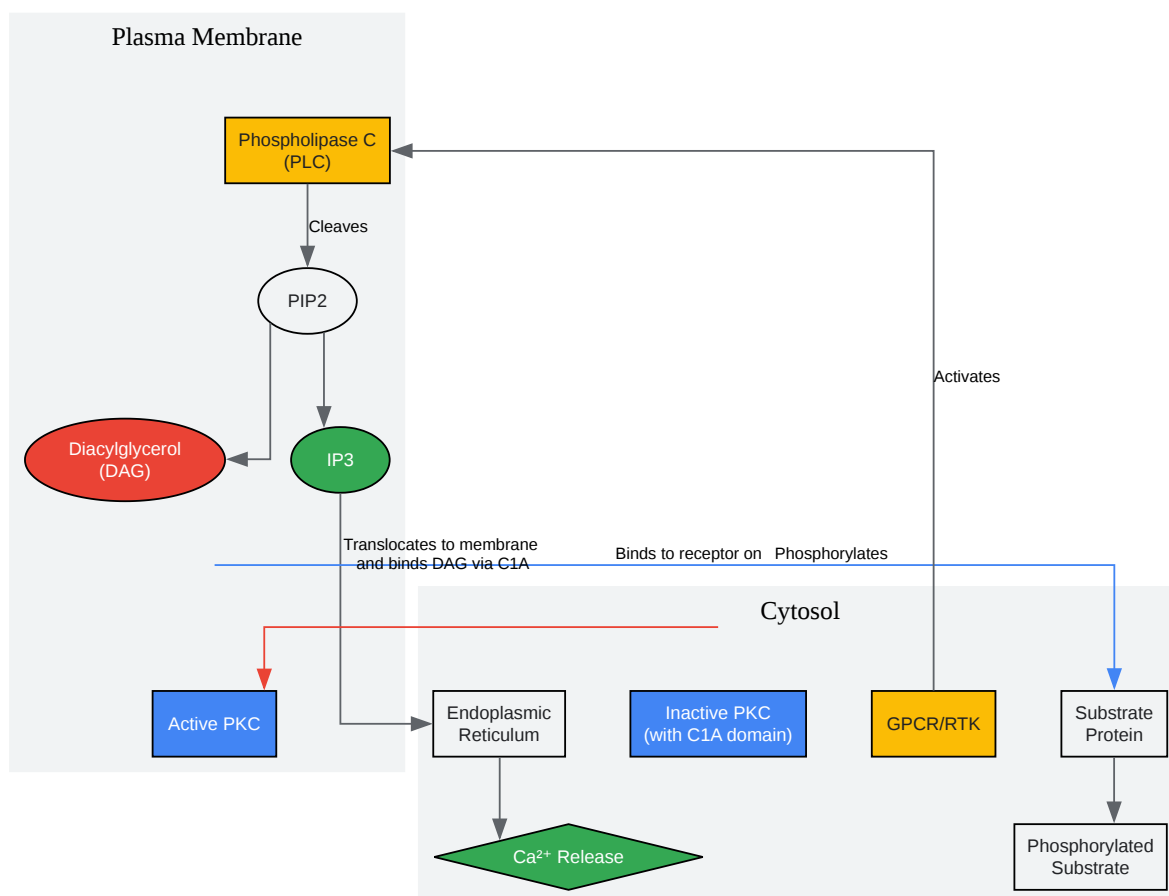 Plasma Membrane
Phospholipase C
(PLC)
Cleaves
PIP2
Activates
Diacylglycerol
(DAG)
IP3
Translocates to membrane
and binds DAG via C1A
Binds to receptor on
Phosphorylates
Cytosol
Active PKC
Endoplasmic
Reticulum
Inactive PKC
(with C1A domain)
GPCR/RTK
Substrate
Protein
Ca²⁺ Release
Phosphorylated
Substrate